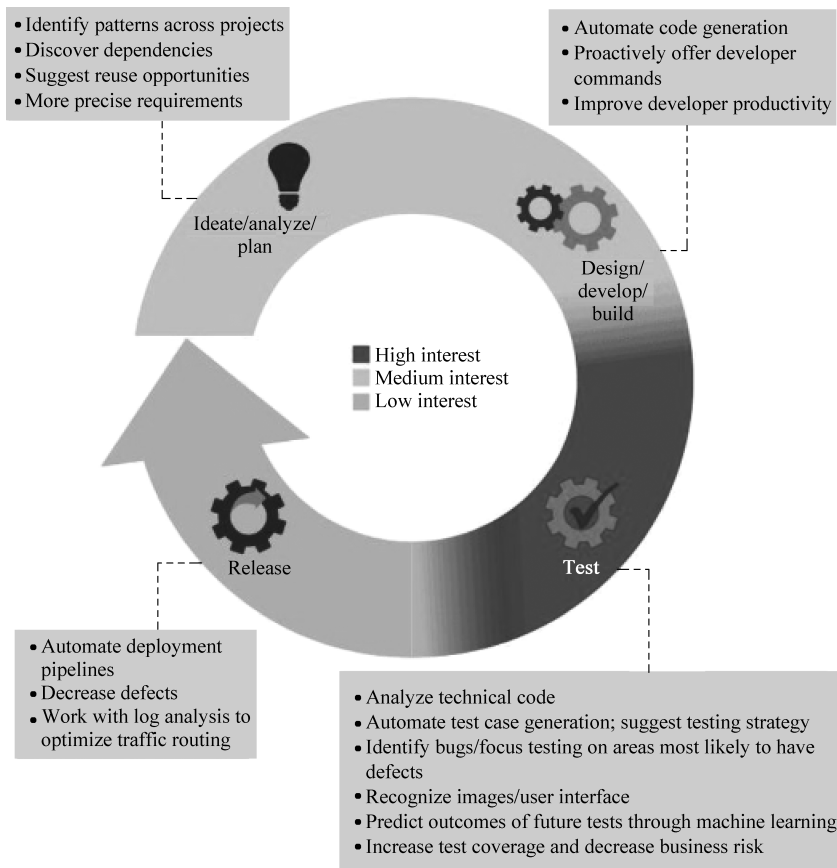 • Identify patterns across projects
• Discover dependencies
• Suggest reuse opportunities
• More precise requirements
• Automate code generation
• Proactively offer developer
commands
• Improve developer productivity
Ideate/analyze/
plan
Design/
develop/
build
High interest
Medium interest
Low interest
Release
Test
• Automate deployment
pipelines
• Decrease defects
• Work with log analysis to
optimize traffic routing
• Analyze technical code
• Automate test case generation; suggest testing strategy
• Identify bugs/focus testing on areas most likely to have
defects
• Recognize images/user interface
• Predict outcomes of future tests through machine learning
• Increase test coverage and decrease business risk